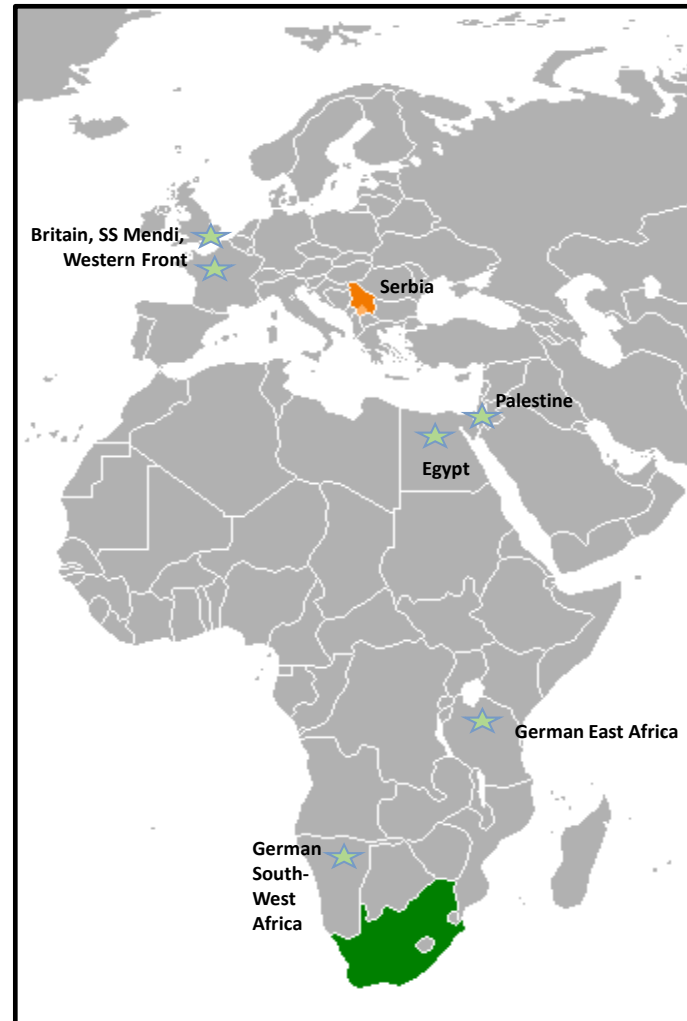 Britain, SS Mendi,
Western Front
Serbia
Palestine
Egypt
German East Africa
German
South-
West
Africa